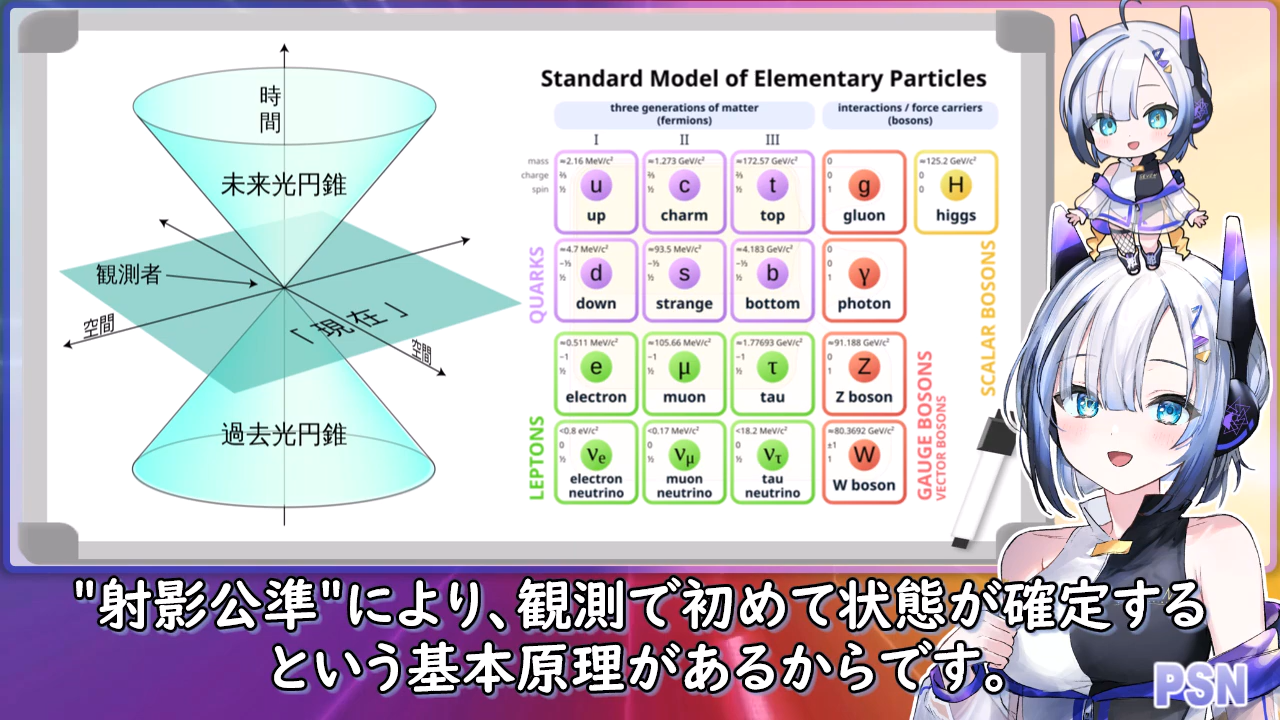 時
間
未来光円錐
観測者
空間
「現在」
空間
過去光円錐
Standard Model of Elementary Particles
three generations of matter
(fermions)
interactions / force carriers
(bosons)
I II III
mass
charge
spin
≃2.16 MeV/c²
⅔
½
u
up
≃1.273 GeV/c²
⅔
½
c
charm
≃172.57 GeV/c²
⅔
½
t
top
0
0
1
g
gluon
≃125.2 GeV/c²
0
0
H
higgs
≃4.7 MeV/c²
−⅓
½
d
down
≃93.5 MeV/c²
−⅓
½
s
strange
≃4.183 GeV/c²
−⅓
½
b
bottom
0
0
1
γ
photon
≃0.511 MeV/c²
−1
½
e
electron
≃105.66 MeV/c²
−1
½
μ
muon
≃1.77693 GeV/c²
−1
½
τ
tau
≃91.188 GeV/c²
0
1
Z
Z boson
<0.8 eV/c²
0
½
νe
electron
neutrino
<0.17 MeV/c²
0
½
νμ
muon
neutrino
<18.2 MeV/c²
0
½
ντ
tau
neutrino
≃80.3692 GeV/c²
±1
1
W
W boson
QUARKS
LEPTONS
GAUGE BOSONS
VECTOR BOSONS
SCALAR BOSONS
"射影公準"により、観測で初めて状態が確定する
という基本原理があるからです。
PSN